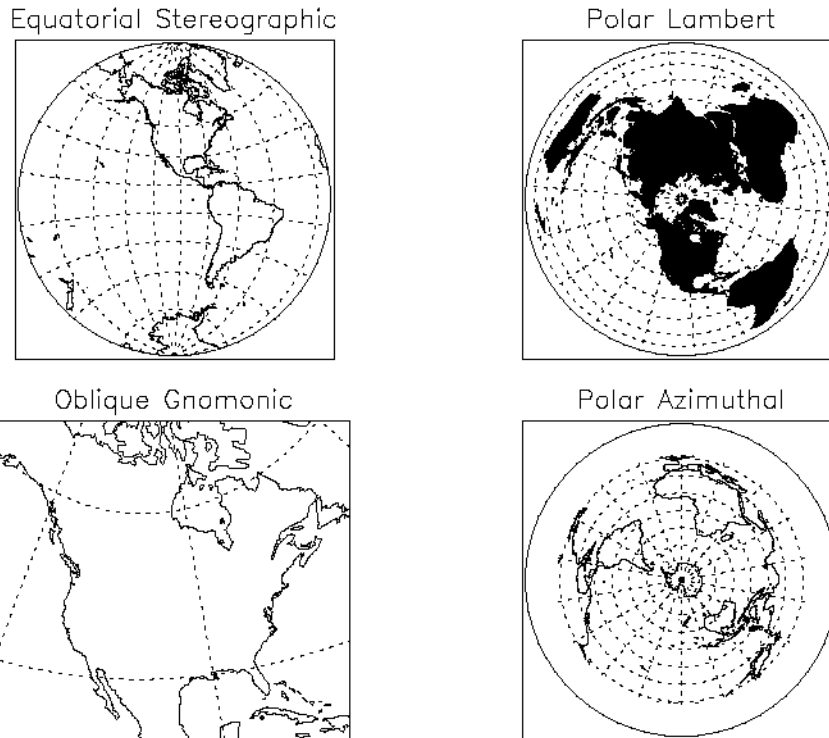 Equatorial Stereographic
Polar Lambert
Oblique Gnomonic
Polar Azimuthal